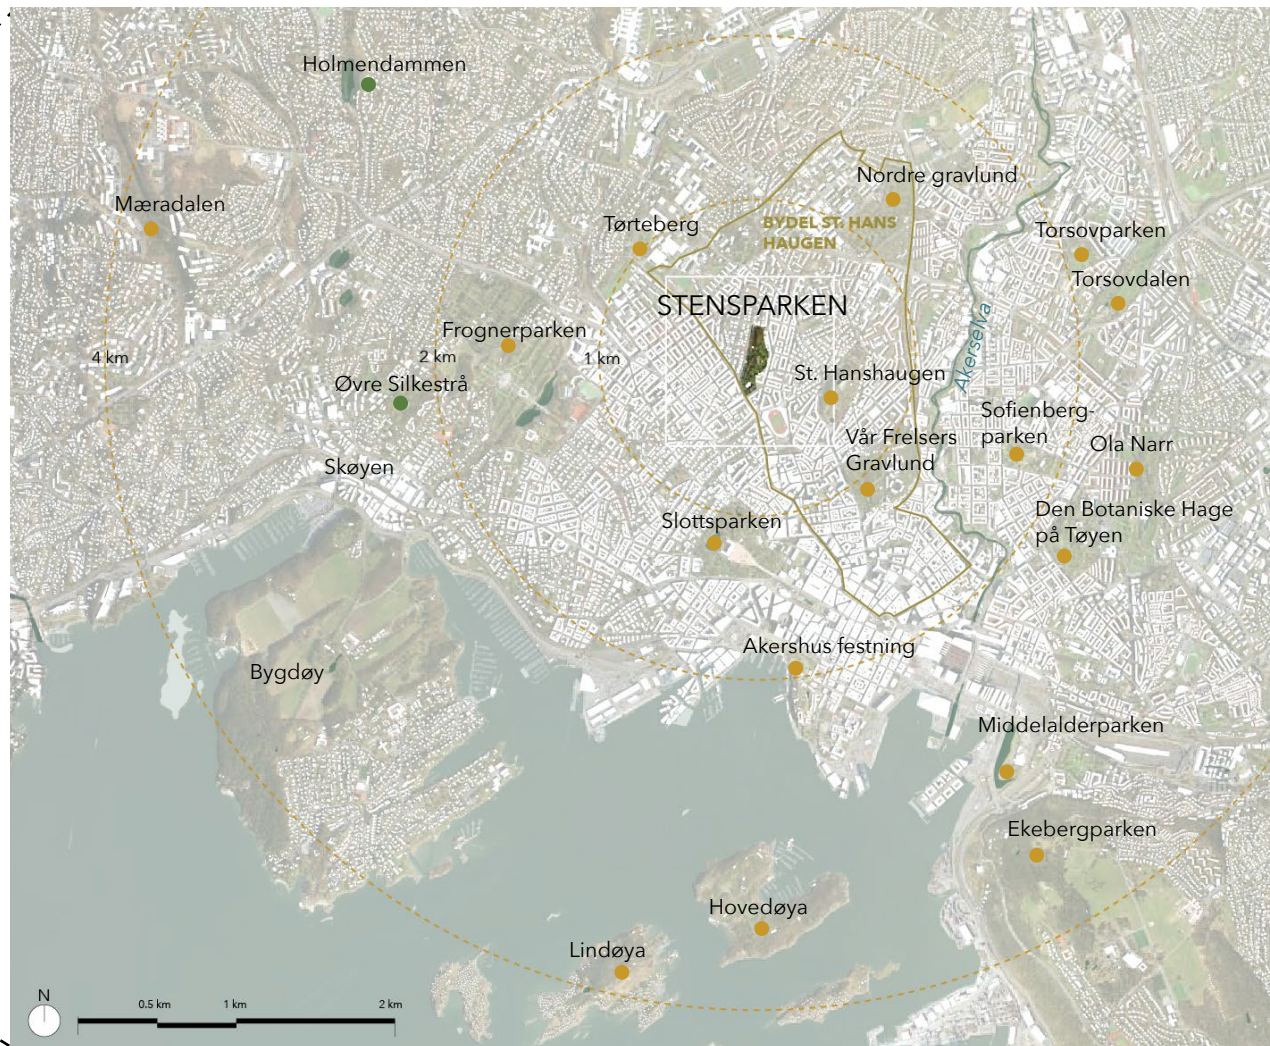 Holmendammen
Nordre gravlund
Mæradalen
Tørteberg
BYDEL ST. HANS
HAUGEN
Torsovparken
Torsovdalen
STENSPARKEN
Frognerparken
4 km
2 km
1 km
Akerselva
Øvre Silkestrå
St. Hanshaugen
Sofienberg-
parken
Vår Frelsers
Gravlund
Ola Narr
Skøyen
Den Botaniske Hage
på Tøyen
Slottsparken
Akershus festning
Bygdøy
Middelalderparken
Ekebergparken
Hovedøya
Lindøya
N
0.5 km
1 km
2 km